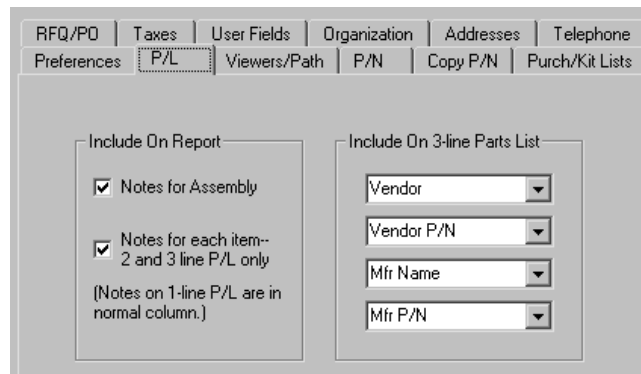 RFQ/PO Taxes User Fields Organization Addresses Telephone
Preferences P/L Viewers/Path P/N Copy P/N Purch/Kit Lists
Include On Report
Notes for Assembly
Notes for each item--
2 and 3 line P/L only
(Notes on 1-line P/L are in
normal column.)
Include On 3-line Parts List
Vendor
Vendor P/N
Mfr Name
Mfr P/N